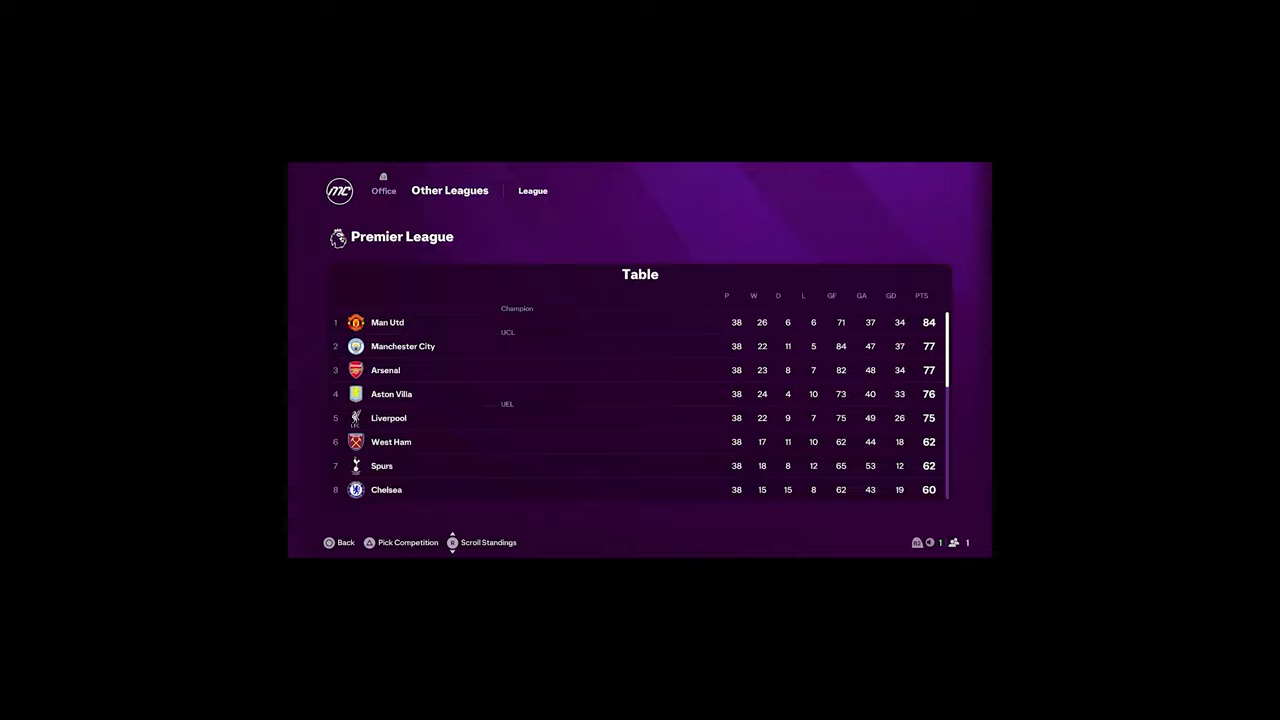 Office Other Leagues League
Premier League
Table
P W D L GF GA GD PTS
Champion
1 Man Utd 38 26 6 6 71 37 34 84
UCL
2 Manchester City 38 22 11 5 84 47 37 77
3 Arsenal 38 23 8 7 82 48 34 77
4 Aston Villa 38 24 4 10 73 40 33 76
UEL
5 Liverpool 38 22 9 7 75 49 26 75
6 West Ham 38 17 11 10 62 44 18 62
7 Spurs 38 18 8 12 65 53 12 62
8 Chelsea 38 15 15 8 62 43 19 60
Back Pick Competition R Scroll Standings R2 1 1